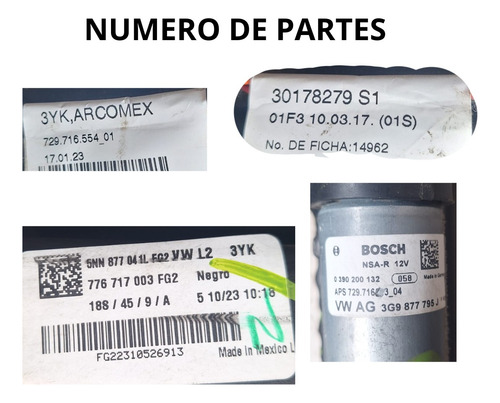 NUMERO DE PARTES
3YK,ARCOMEX
729.716.554_01
17.01.23
30178279 S1
01F3 10.03.17. (01S)
No. DE FICHA:14962
5NN 877 041L FG2 VW L2 3YK
776 717 003 FG2 Negro
18S / 45 / 9 / A 5 10/23 10:18
FG22310526913 Made in Mexico L
BOSCH
NSA-R 12V
0 390 200 132 058
APS
VW AG 3G9 877 795 J